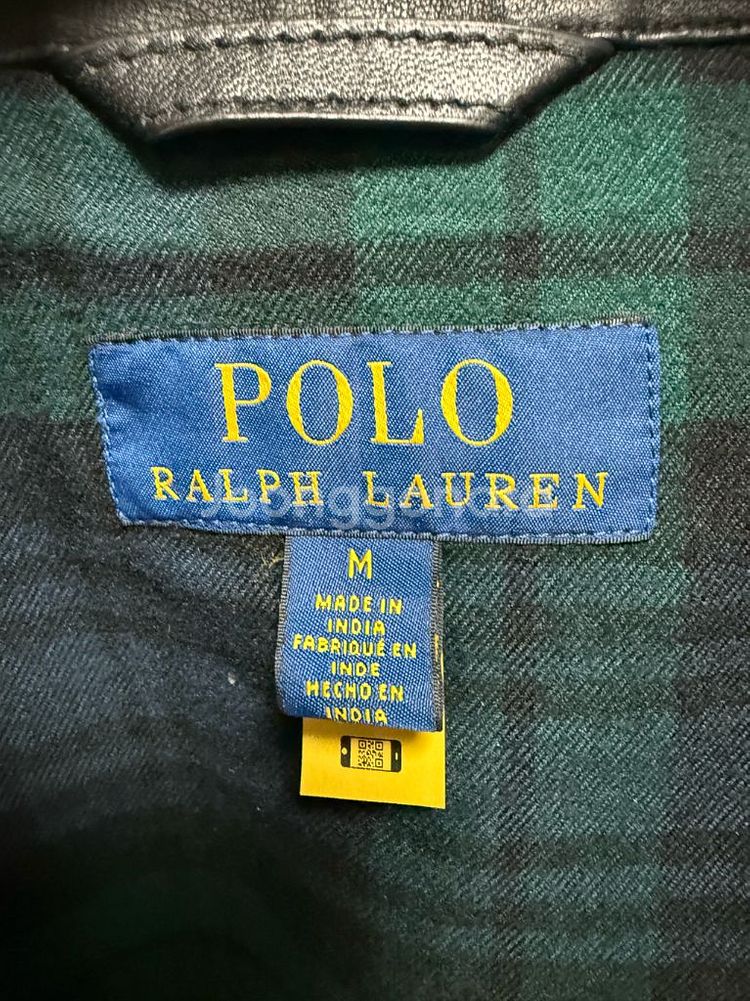 POLO
RALPH LAUREN
M
MADE IN
INDIA
FABRIQUÉ EN
INDE
HECHO EN
INDIA